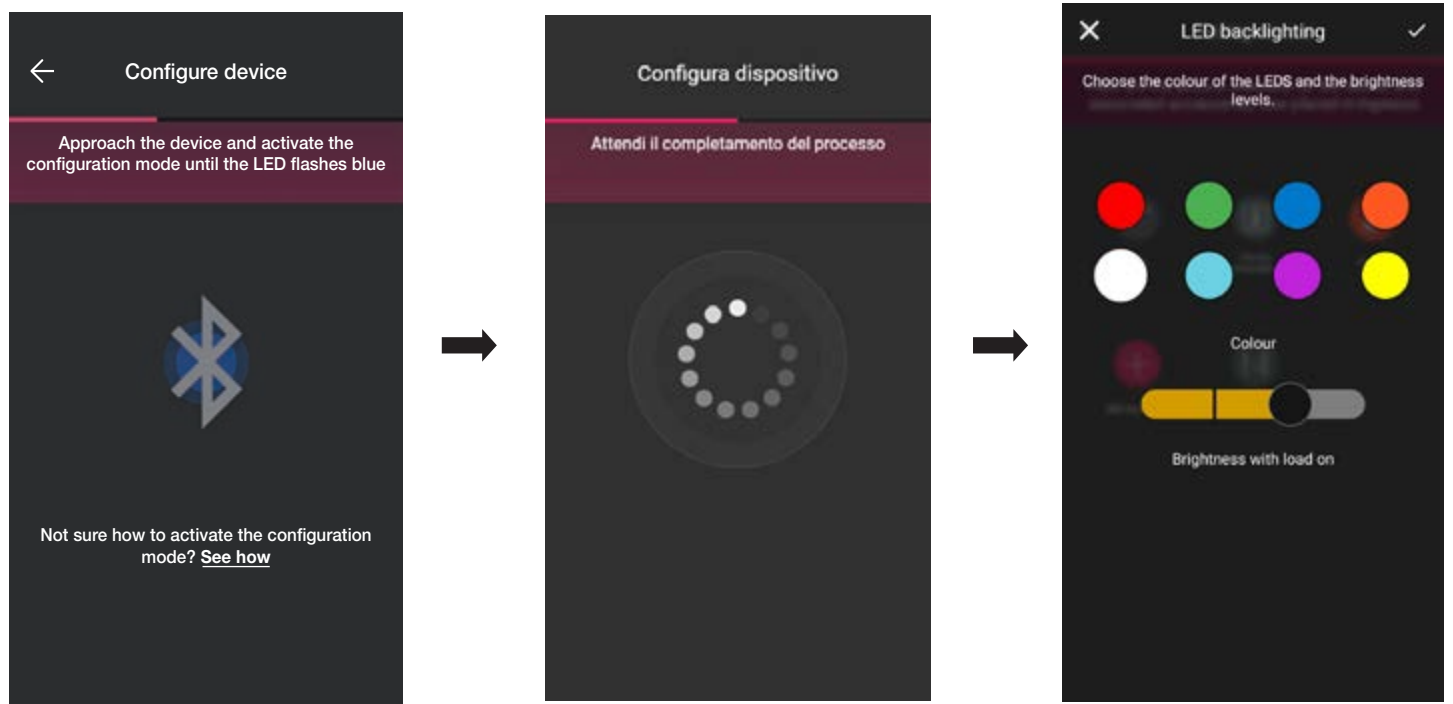 Configure device
Approach the device and activate the
configuration mode until the LED flashes blue
Not sure how to activate the configuration
mode? See how
Configura dispositivo
Attendi il completamento del processo
LED backlighting
Choose the colour of the LEDS and the brightness
levels.
Colour
Brightness with load on